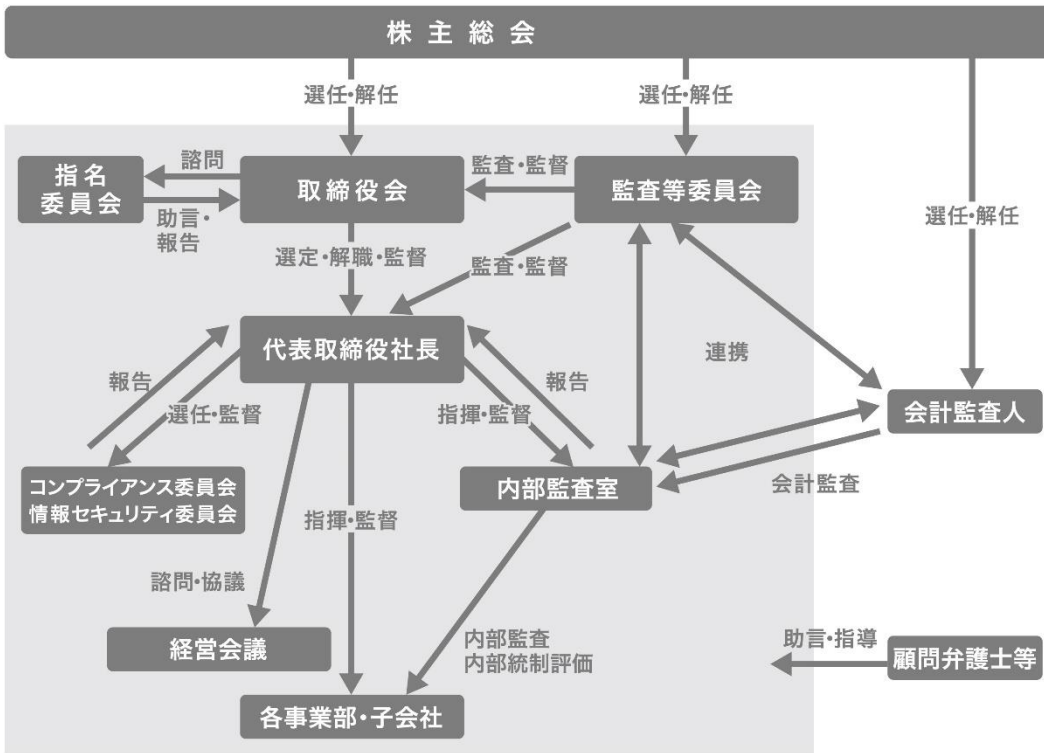 株主総会
選任・解任
選任・解任
選任・解任
指名
委員会
諮問
助言・
報告
取締役会
監査・監督
監査等委員会
選定・解職・監督
監査・監督
代表取締役社長
報告
選任・監督
指揮・監督
報告
連携
会計監査人
コンプライアンス委員会
情報セキュリティ委員会
指揮・監督
内部監査室
会計監査
諮問・協議
経営会議
内部監査
内部統制評価
助言・指導
顧問弁護士等
各事業部・子会社